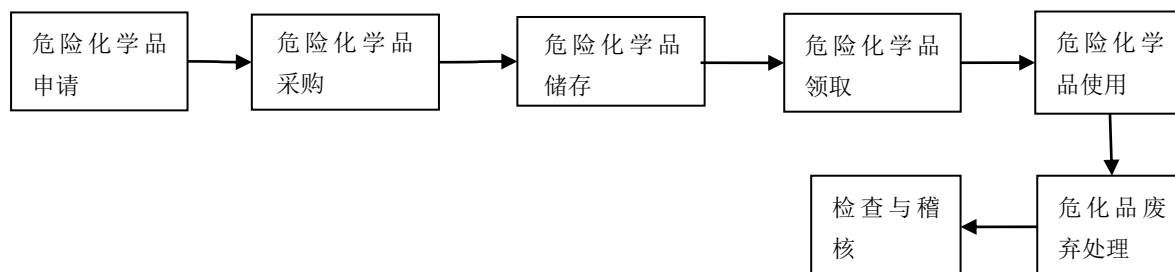 危险化学品
申请
危险化学品
采购
危险化学品
储存
危险化学品
领取
危险化学
品使用
危化品废
弃处理
检查与稽
核